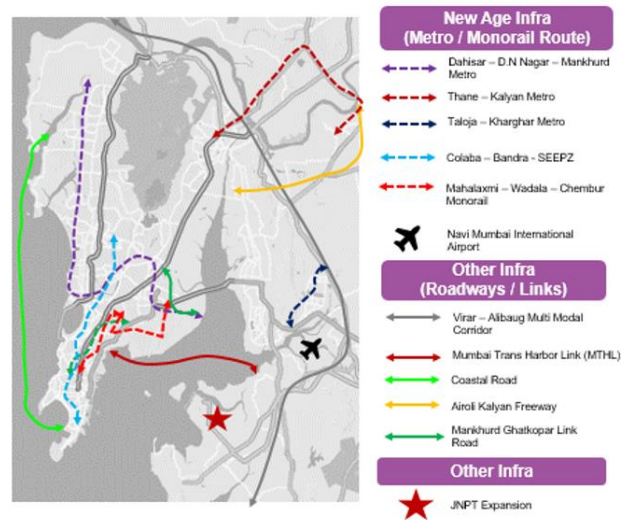 New Age Infra
(Metro / Monorail Route)
Dahisar – D.N Nagar – Mankhurd
Metro
Thane – Kalyan Metro
Taloja – Kharghar Metro
Colaba – Bandra - SEEPZ
Mahalaxmi – Wadala – Chembur
Monorail
Navi Mumbai International
Airport
Other Infra
(Roadways / Links)
Virar – Alibaug Multi Modal
Corridor
Mumbai Trans Harbor Link (MTHL)
Coastal Road
Airoli Kalyan Freeway
Mankhurd Ghatkopar Link
Road
Other Infra
JNPT Expansion